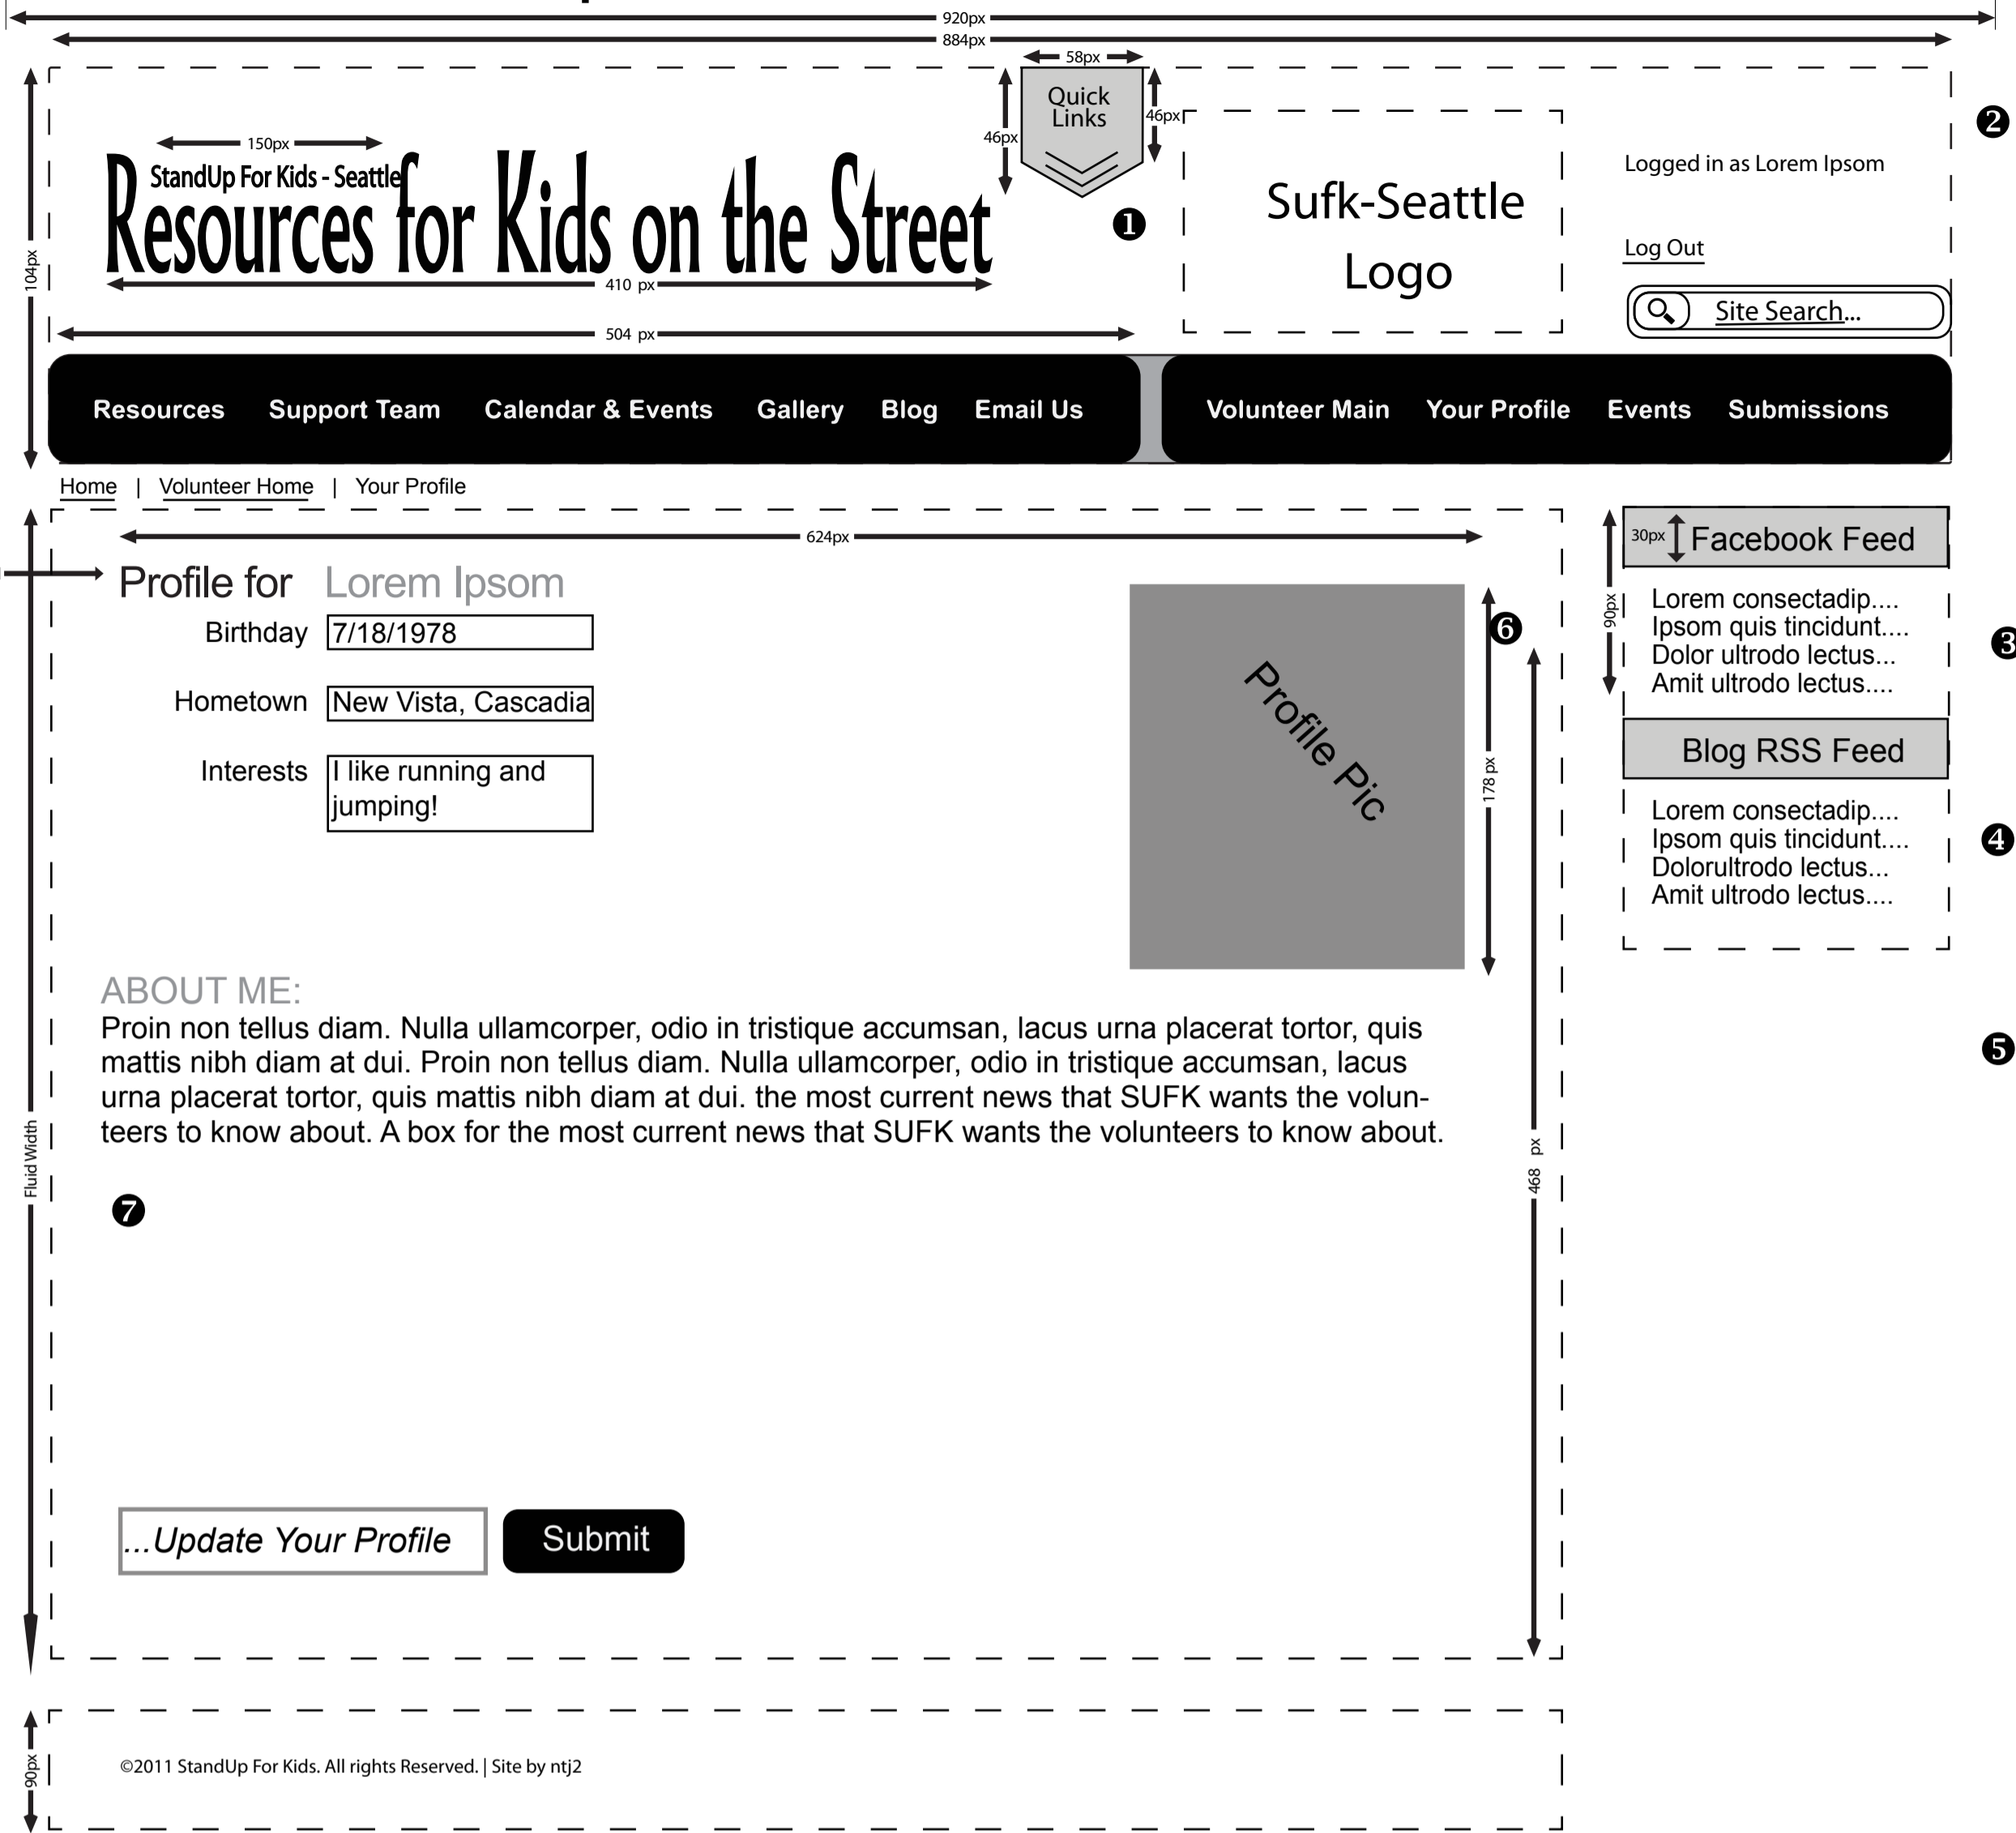 920px
884px
58px
Quick
Links
46px
46px
150px
StandUp For Kids - Seattle
Resources for Kids on the Street
410 px
504 px
104px
1
Sufk-Seattle
Logo
2
Logged in as Lorem Ipsom
Log Out
Site Search...
Resources Support Team Calendar & Events Gallery Blog Email Us Volunteer Main Your Profile Events Submissions
Home | Volunteer Home | Your Profile
624px
Profile for Lorem Ipsom
Birthday 7/18/1978
Hometown New Vista, Cascadia
Interests I like running and
jumping!
Profile Pic
6
178 px
468 px
30px
90px
Facebook Feed
Lorem consectadip....
Ipsom quis tincidunt....
Dolor ultrodo lectus...
Amit ultrodo lectus....
3
Blog RSS Feed
Lorem consectadip....
Ipsom quis tincidunt....
Dolorultrodo lectus...
Amit ultrodo lectus....
4
5
ABOUT ME:
Proin non tellus diam. Nulla ullamcorper, odio in tristique accumsan, lacus urna placerat tortor, quis
mattis nibh diam at dui. Proin non tellus diam. Nulla ullamcorper, odio in tristique accumsan, lacus
urna placerat tortor, quis mattis nibh diam at dui. the most current news that SUFK wants the volun-
teers to know about. A box for the most current news that SUFK wants the volunteers to know about.
Fluid Width
7
...Update Your Profile Submit
90px
©2011 StandUp For Kids. All rights Reserved. | Site by ntj2